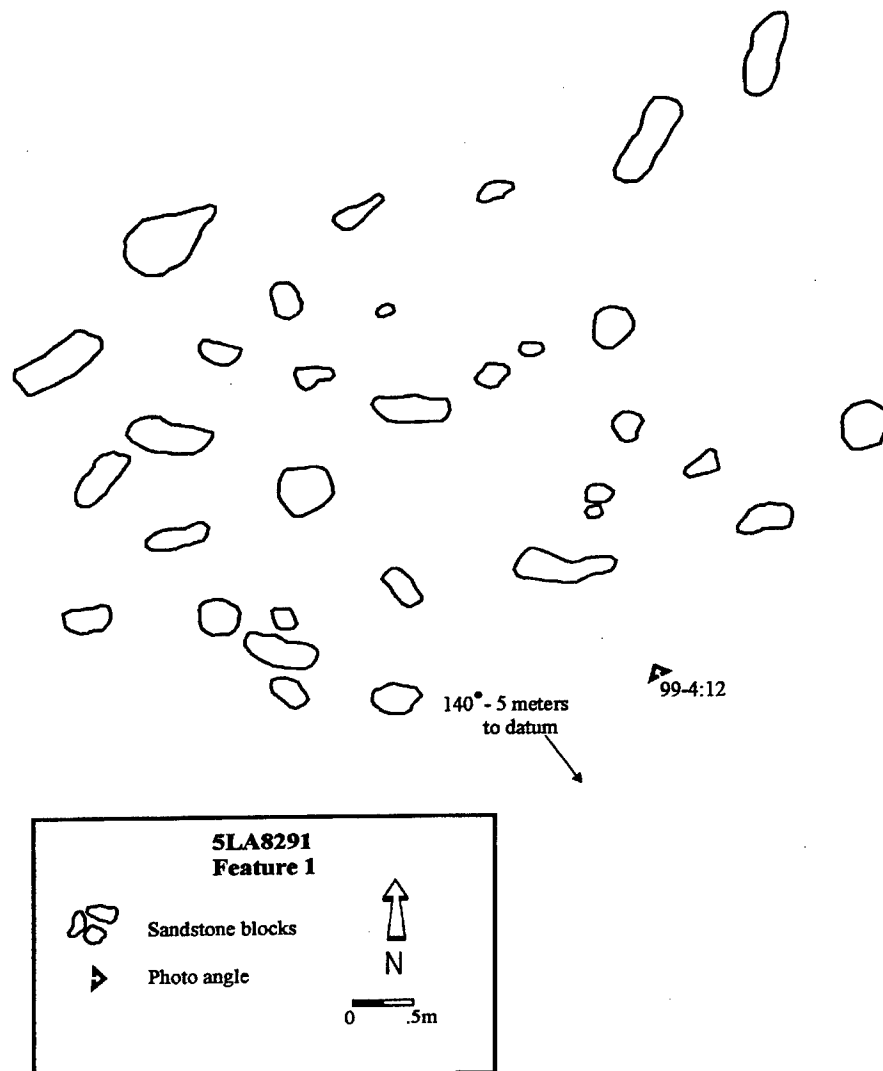 140° - 5 meters
to datum
99-4:12
5LA8291
Feature 1
Sandstone blocks
Photo angle
N
0 .5m